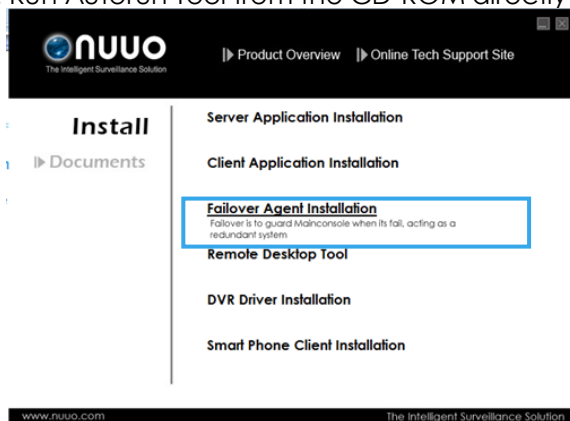 Run Autorun Tool from the CD-ROM directly
nuuo
The Intelligent Surveillance Solution
Product Overview Online Tech Support Site
Install
Documents
Server Application Installation
Client Application Installation
Failover Agent Installation
Failover is to guard Mainconsole when its fail, acting as a
redundant system
Remote Desktop Tool
DVR Driver Installation
Smart Phone Client Installation
www.nuuo.com The Intelligent Surveillance Solution